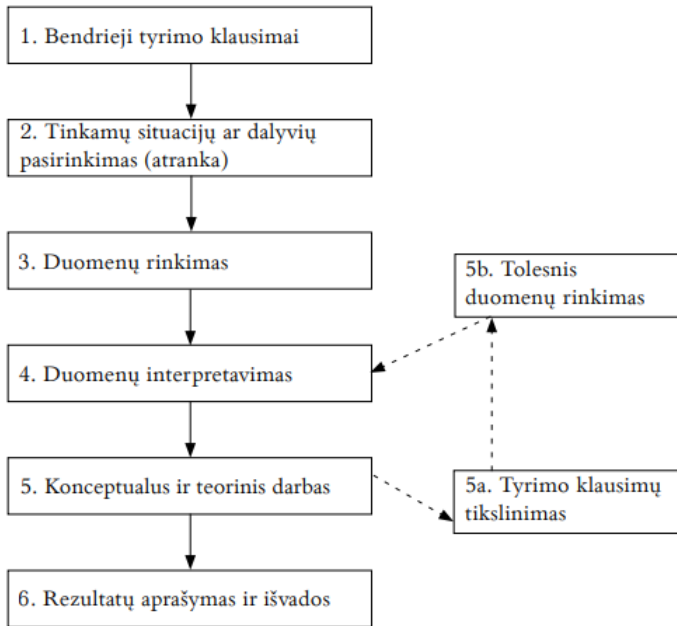 1. Bendrieji tyrimo klausimai
2. Tinkamų situacijų ar dalyvių
pasirinkimas (atranka)
3. Duomenų rinkimas
5b. Tolesnis
duomenų rinkimas
4. Duomenų interpretavimas
5. Konceptualus ir teorinis darbas
5a. Tyrimo klausimų
tikslinimas
6. Rezultatų aprašymas ir išvados